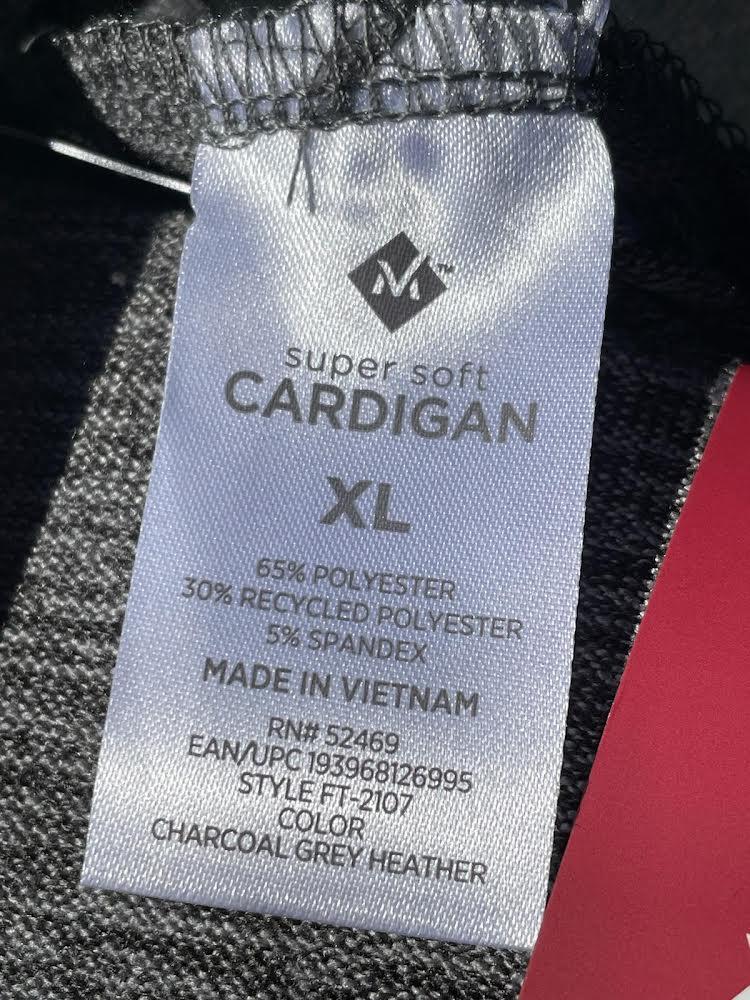 M™
super soft
CARDIGAN
XL
65% POLYESTER
30% RECYCLED POLYESTER
5% SPANDEX
MADE IN VIETNAM
RN# 52469
EAN/UPC 193968126995
STYLE FT-2107
COLOR
CHARCOAL GREY HEATHER